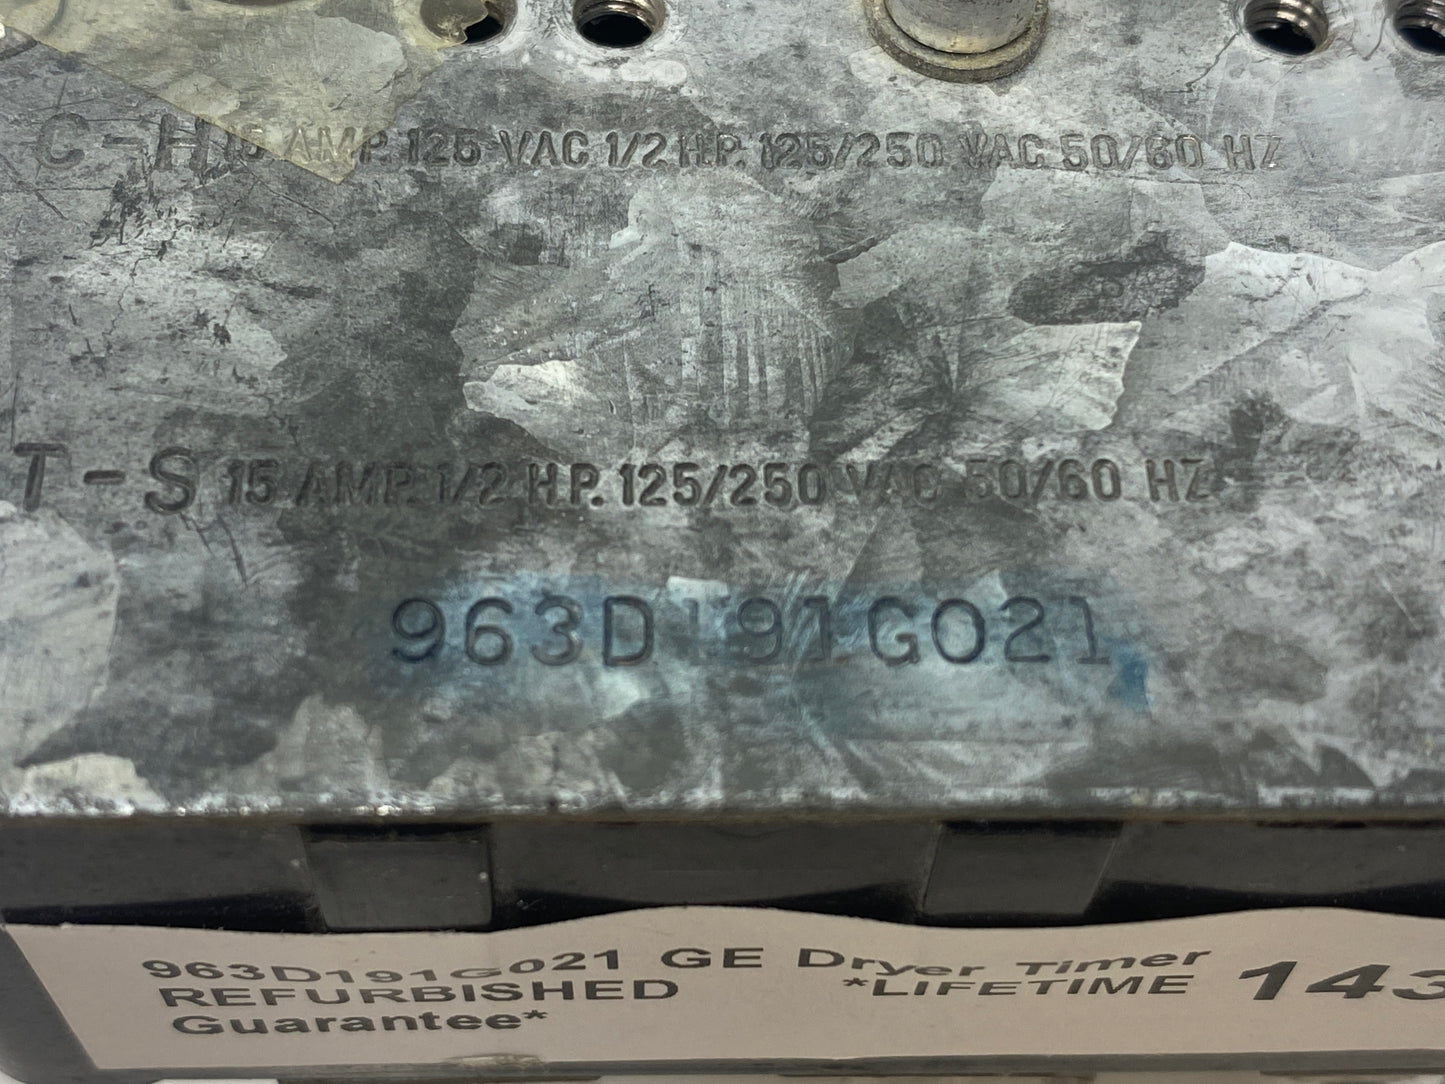 C-H 15 AMP. 125 VAC 1/2 H.P. 125/250 VAC 50/60 HZ
T-S 15 AMP. 1/2 H.P. 125/250 VAC 50/60 HZ
963D191G021
963D191G021 GE Dryer Timer
REFURBISHED *LIFETIME 143
Guarantee*